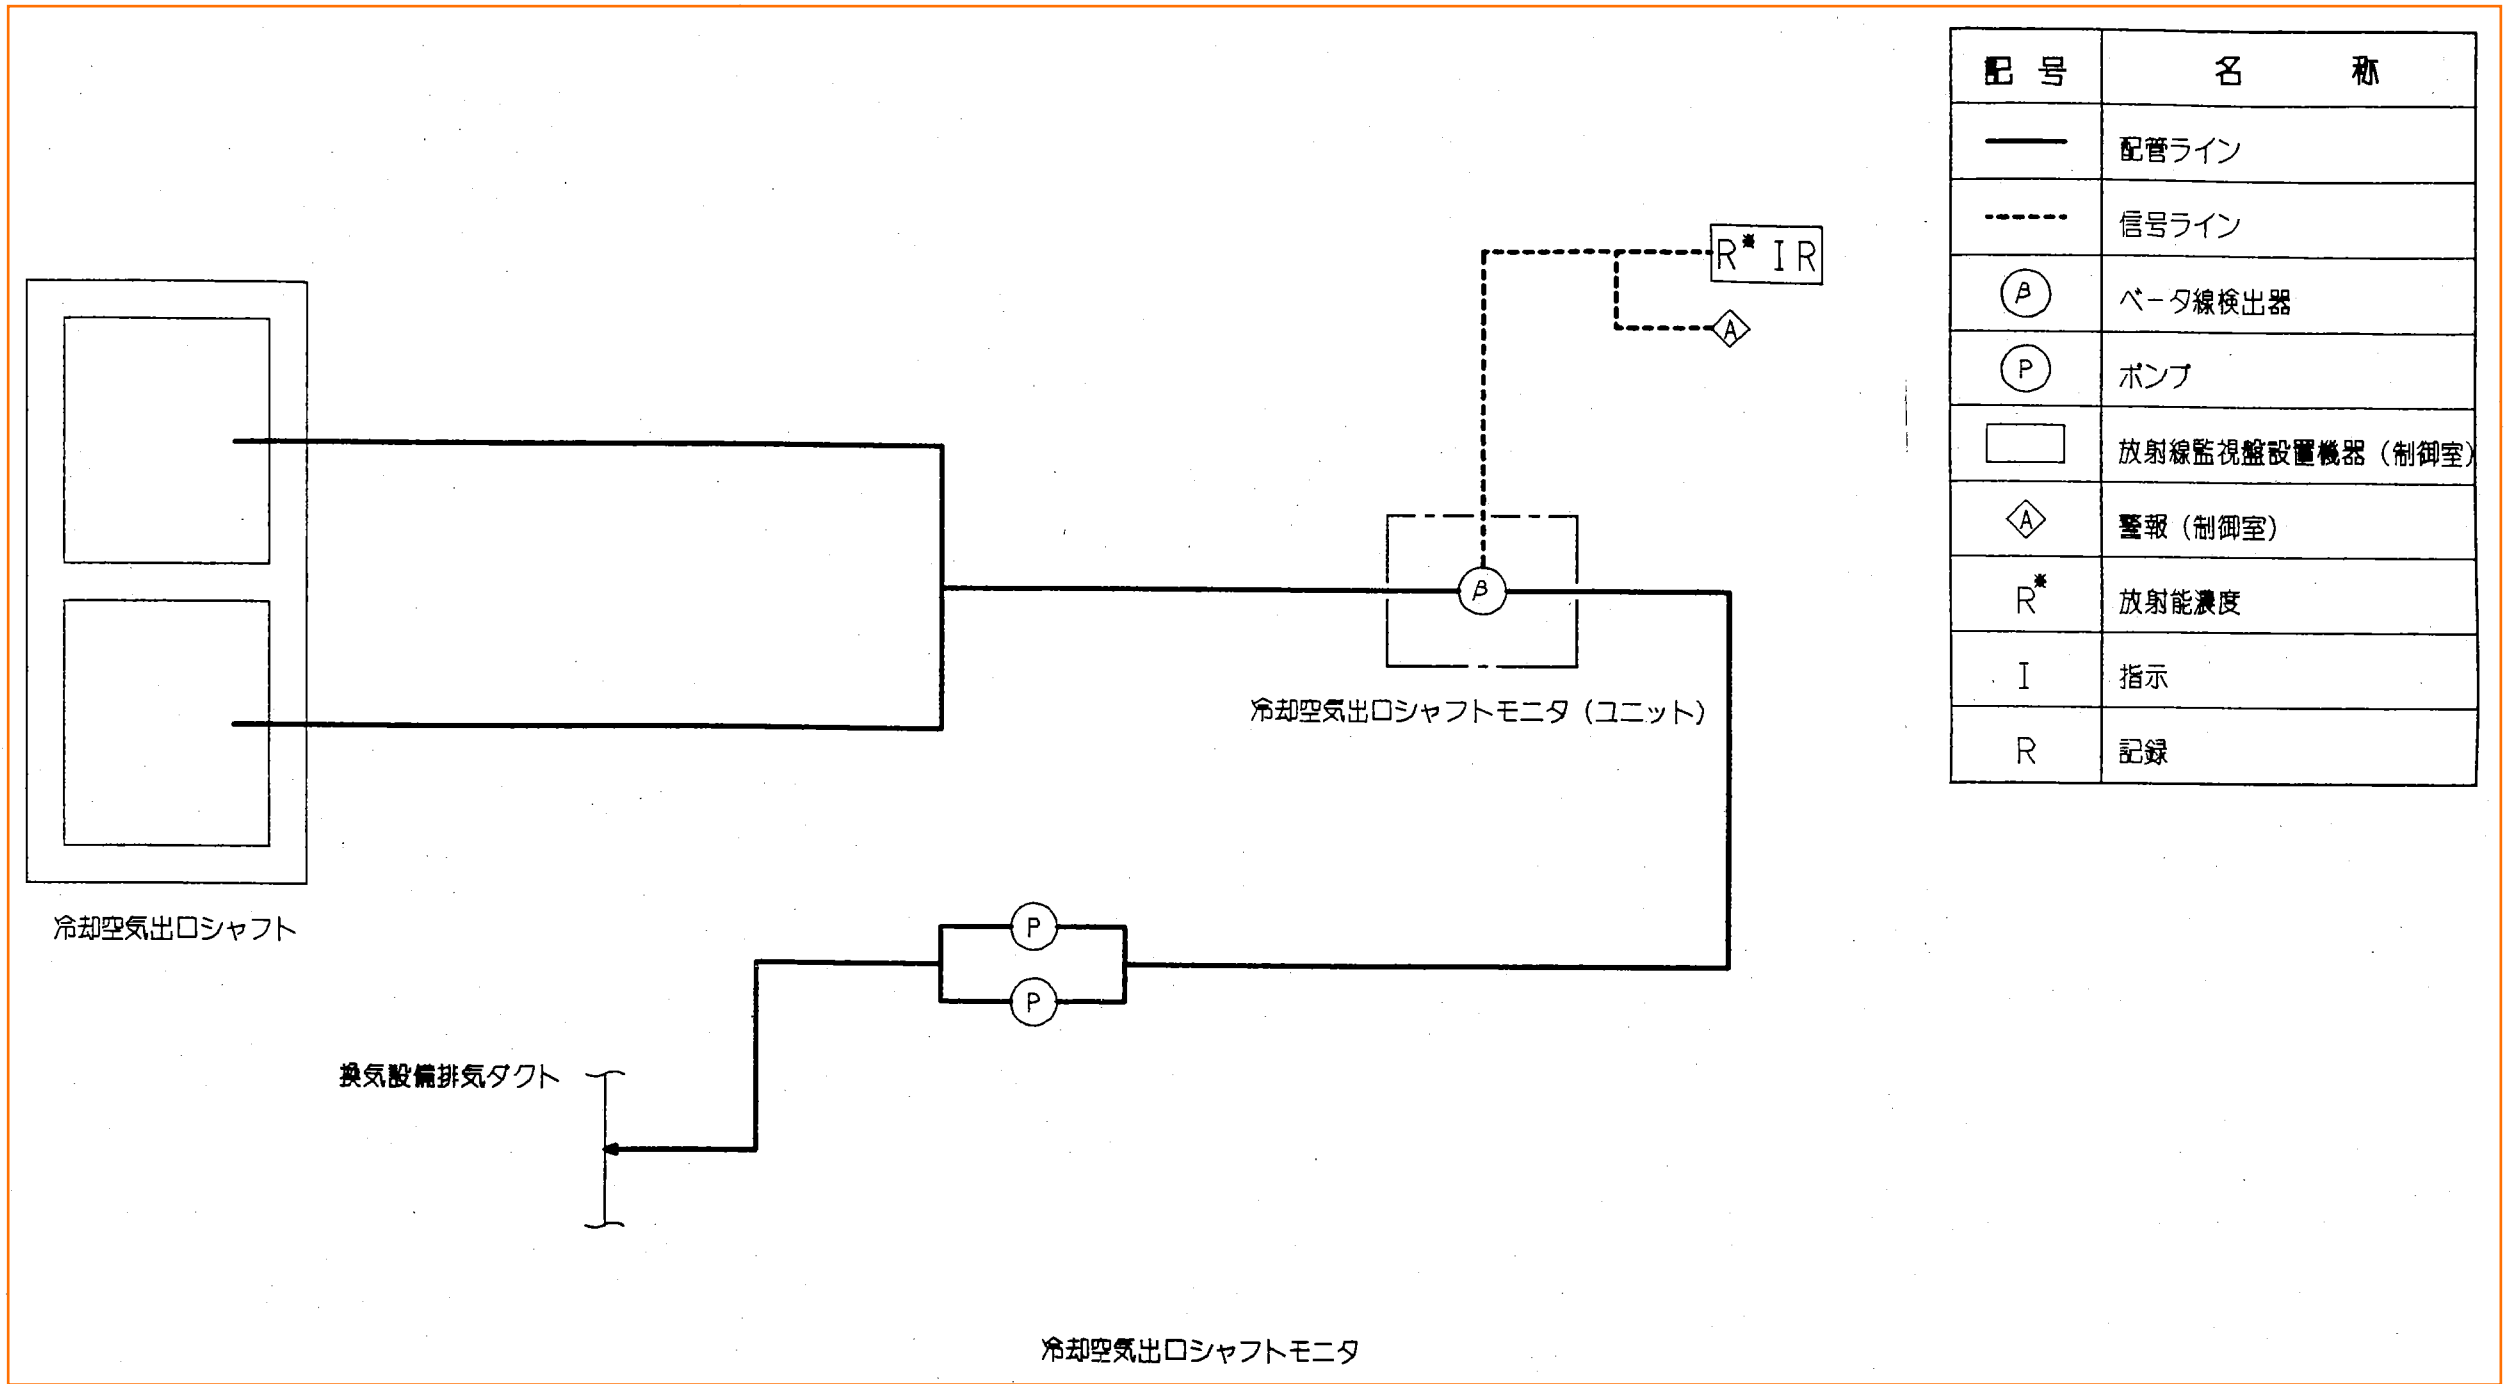 記号 名称
配管ライン
信号ライン
β ベータ線検出器
P ポンプ
放射線監視盤設置機器（制御室）
A 警報（制御室）
R* 放射能濃度
I 指示
R 記録
R* I R
A
β
冷却空気出口シャフトモニタ（ユニット）
冷却空気出口シャフト
P
P
換気設備排気ダクト
冷却空気出口シャフトモニタ